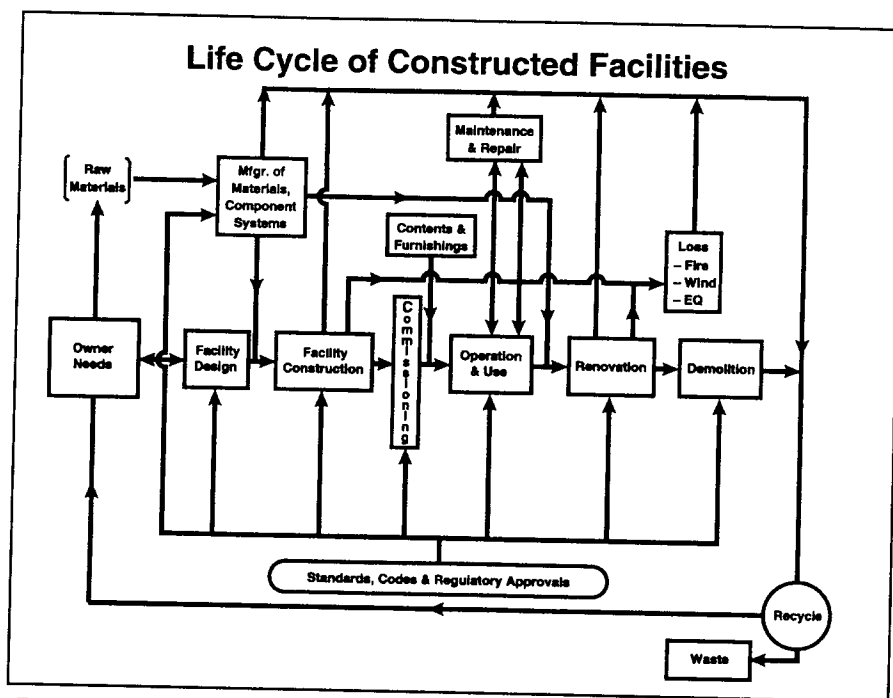 Life Cycle of Constructed Facilities
Maintenance
& Repair
Raw
Materials
Mfgr. of
Materials,
Component
Systems
Contents &
Furnishings
Loss
– Fire
– Wind
– EQ
Owner
Needs
Facility
Design
Facility
Construction
Commissioning
Operation
& Use
Renovation
Demolition
Standards, Codes & Regulatory Approvals
Recycle
Waste